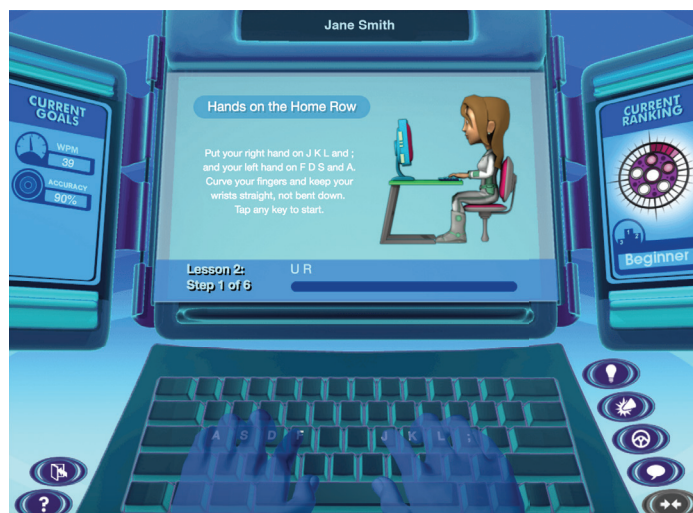 Jane Smith
CURRENT
GOALS
WPM
39
ACCURACY
90%
Hands on the Home Row
Put your right hand on J K L and ;
and your left hand on F D S and A.
Curve your fingers and keep your
wrists straight, not bent down.
Tap any key to start.
Lesson 2:
U R
Step 1 of 6
CURRENT
RANKING
Beginner
A S D F J K L ;
?